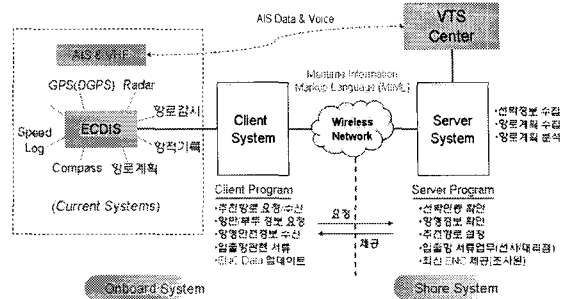 AIS Data & Voice
VTS
Center
AIS & VHF
GPS(DGPS) Radar
Maritime Information
Markup Language (MIML)
항로감시
ECDIS
Speed
Log
항적기록
Compass
항로계획
(Current Systems)
Client
System
Wireless
Network
Server
System
•선박정보 수집
•항로계획 수집
•항로계획 분석
Client Program
•추천항로 요청/수신
•항만/부두 정보 요청
•항행안전정보 수신
•입출항관련 서류
•ENC Data 업데이트
요청
제공
Server Program
•선박인증 확인
•항행정보 확인
•추천항로 설정
•입출항 서류업무(선사/대리점)
•최신 ENC 제공(조사원)
Onboard System
Shore System